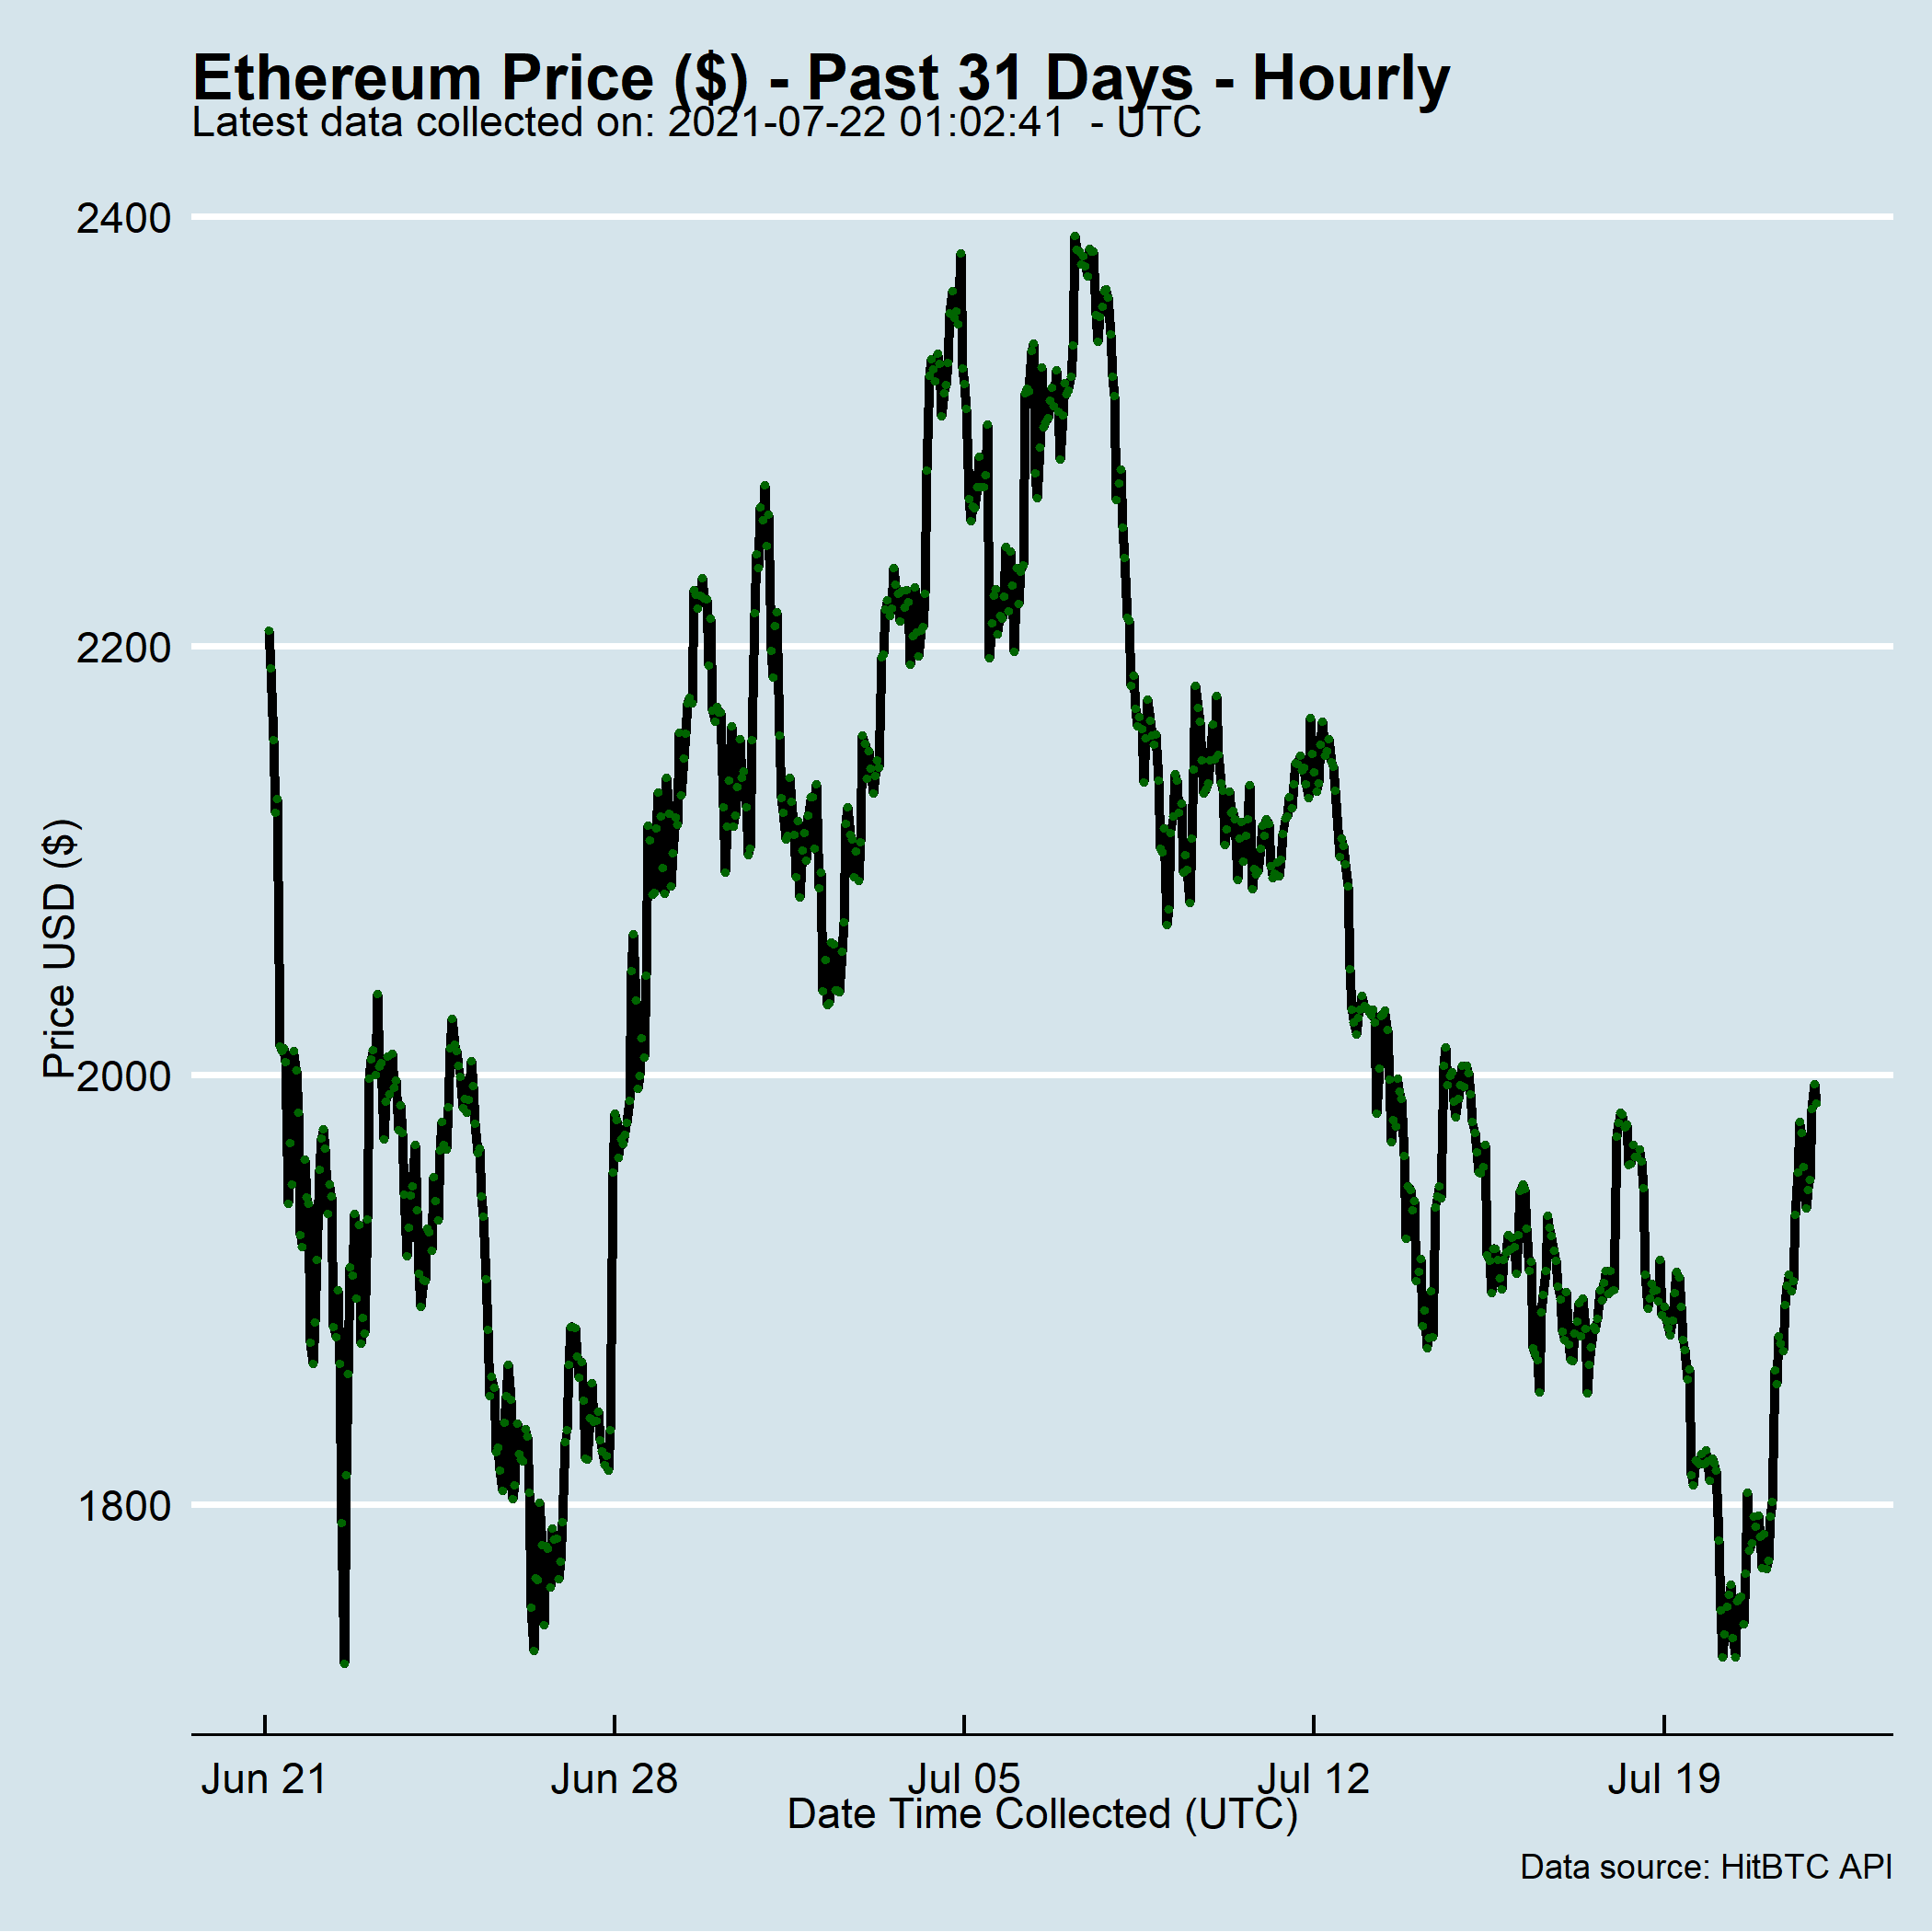 Ethereum Price ($) - Past 31 Days - Hourly
Latest data collected on: 2021-07-22 01:02:41  - UTC
2400
2200
2000
1800
Price USD ($)
Jun 21
Jun 28
Jul 05
Jul 12
Jul 19
Date Time Collected (UTC)
Data source: HitBTC API